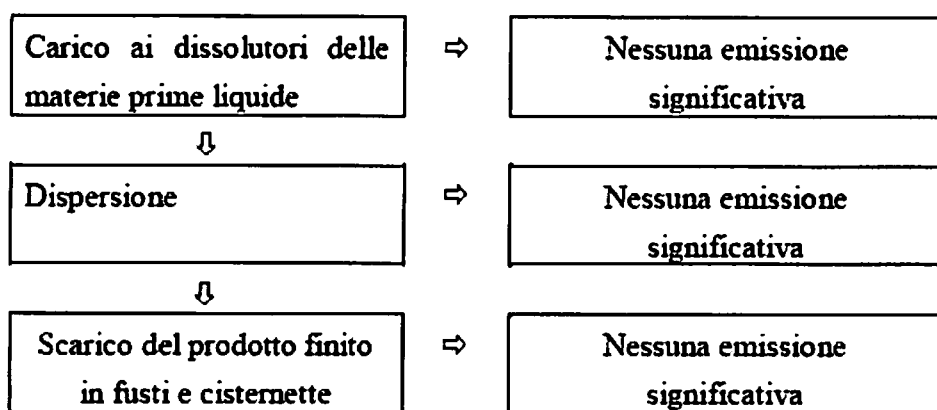 Carico ai dissolutori delle
materie prime liquide
⇨
Nessuna emissione
significativa
⇩
Dispersione
⇨
Nessuna emissione
significativa
⇩
Scarico del prodotto finito
in fusti e cisternette
⇨
Nessuna emissione
significativa